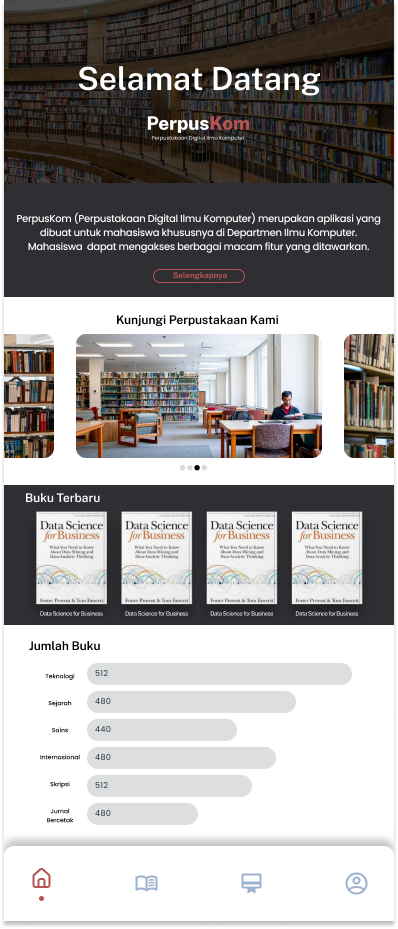 Selamat Datang
PerpusKom
Perpustakaan Digital Ilmu Komputer
PerpusKom (Perpustakaan Digital Ilmu Komputer) merupakan aplikasi yang
dibuat untuk mahasiswa khususnya di Departmen Ilmu Komputer.
Mahasiswa dapat mengakses berbagai macam fitur yang ditawarkan.
Selengkapnya
Kunjungi Perpustakaan Kami
Buku Terbaru
Data Science
for Business
What You Need to Know
About Data Mining and
Data-Analytic Thinking
Foster Provost & Tom Fawcett
Data Science for Business
Data Science
for Business
What You Need to Know
About Data Mining and
Data-Analytic Thinking
Foster Provost & Tom Fawcett
Data Science for Business
Data Science
for Business
What You Need to Know
About Data Mining and
Data-Analytic Thinking
Foster Provost & Tom Fawcett
Data Science for Business
Data Science
for Business
What You Need to Know
About Data Mining and
Data-Analytic Thinking
Foster Provost & Tom Fawcett
Data Science for Business
Jumlah Buku
Teknologi 512
Sejarah 480
Sains 440
Internasional 480
Skripsi 512
Jurnal
Bercetak 480